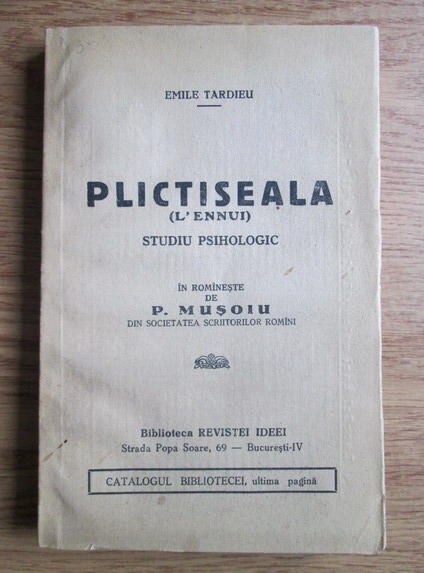 EMILE TARDIEU
PLICTISEALA
(L'ENNUI)
STUDIU PSIHOLOGIC
ÎN ROMÎNEȘTE
DE
P. MUȘOIU
DIN SOCIETATEA SCRIITORILOR ROMÎNI
Biblioteca REVISTEI IDEEI
Strada Popa Soare, 69 — București-IV
CATALOGUL BIBLIOTECEI, ultima pagină